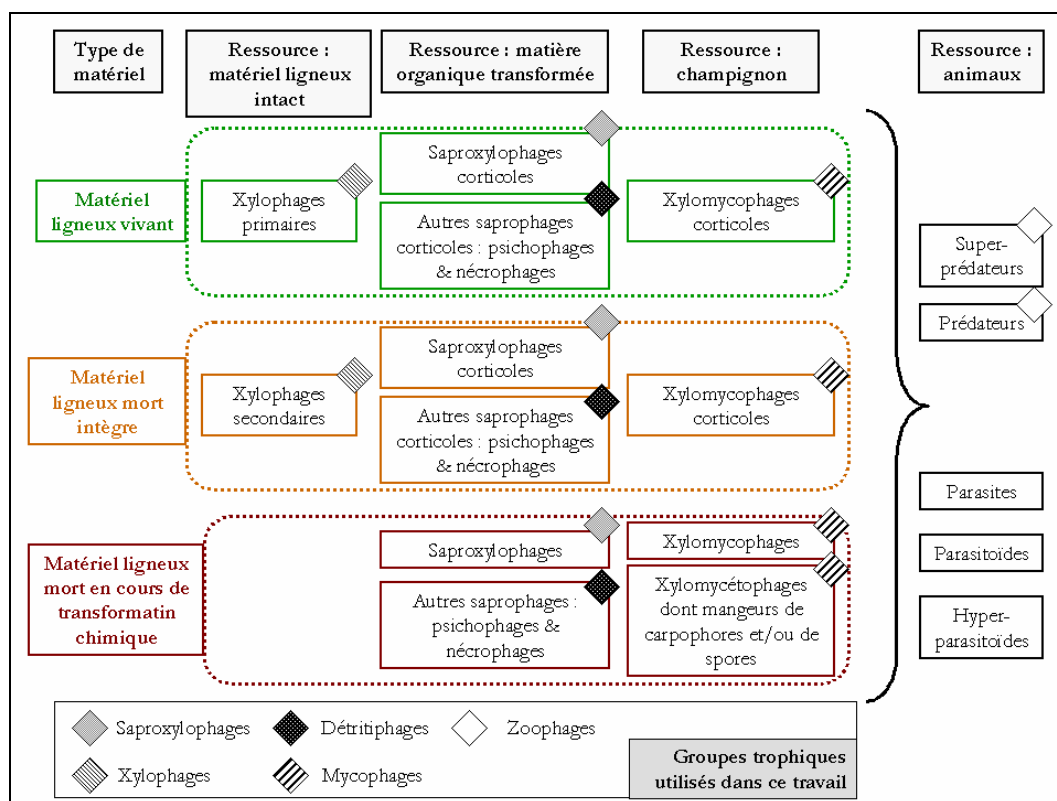 Type de
matériel
Ressource :
matériel ligneux
intact
Ressource : matière
organique transformée
Ressource :
champignon
Ressource :
animaux
Matériel
ligneux vivant
Xylophages
primaires
Saproxylophages
corticoles
Autres saprophages
corticoles : psichophages
& nécrophages
Xylomycophages
corticoles
Super-
prédateurs
Prédateurs
Matériel
ligneux mort
intègre
Xylophages
secondaires
Saproxylophages
corticoles
Autres saprophages
corticoles : psichophages
& nécrophages
Xylomycophages
corticoles
Parasites
Parasitoïdes
Hyper-
parasitoïdes
Matériel ligneux
mort en cours de
transformatin
chimique
Saproxylophages
Autres saprophages :
psichophages &
nécrophages
Xylomycophages
Xylomycétophages
dont mangeurs de
carpophores et/ou de
spores
Saproxylophages
Détritiphages
Zoophages
Xylophages
Mycophages
Groupes trophiques
utilisés dans ce travail